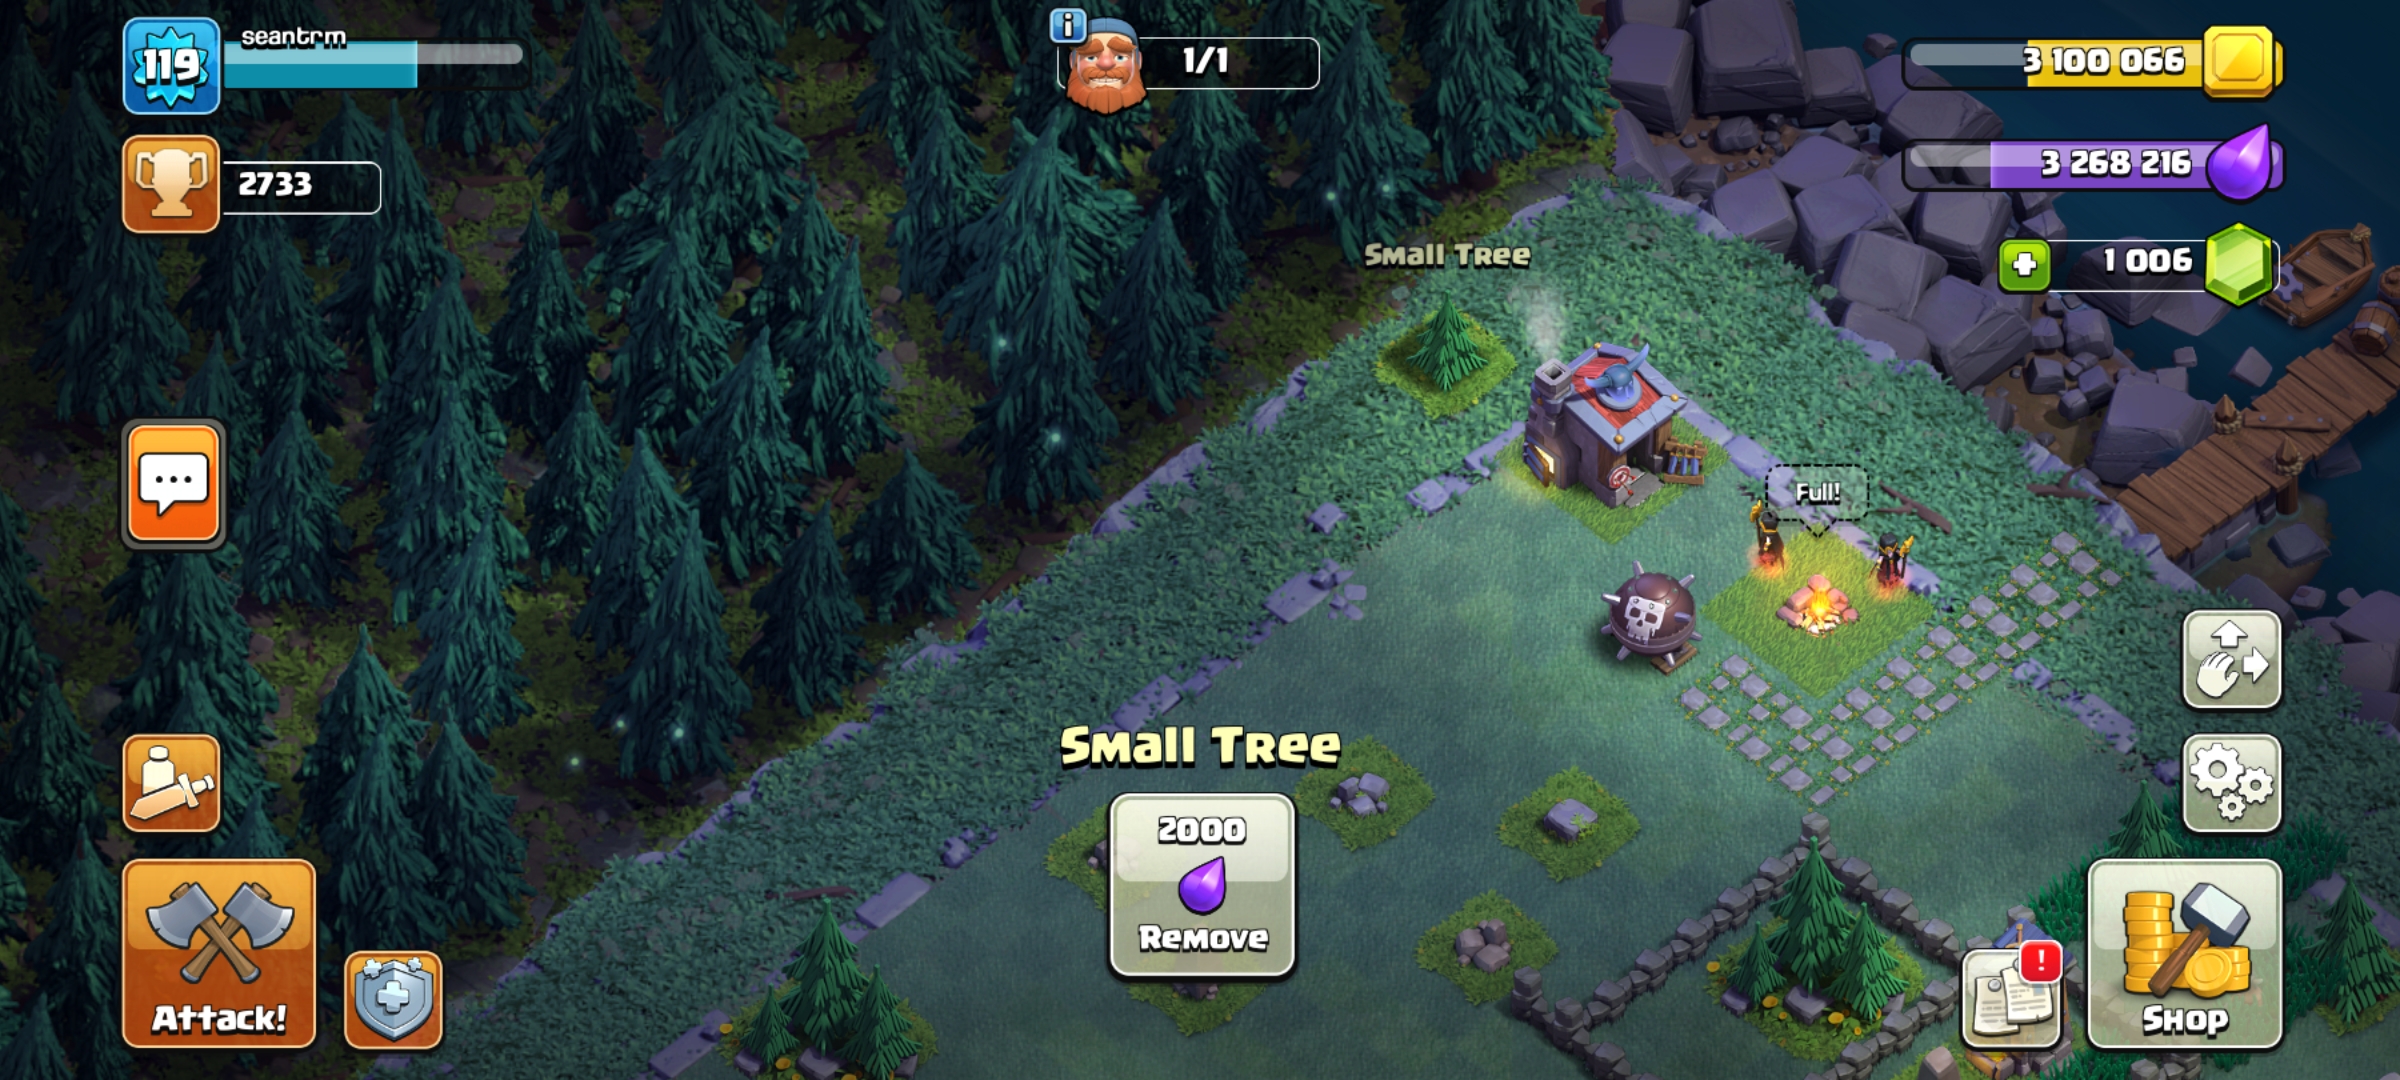 119
seantrm
1/1
3 100 066
2733
3 268 216
1 006
Small Tree
Full!
Small Tree
2000
Remove
Attack!
!
Shop